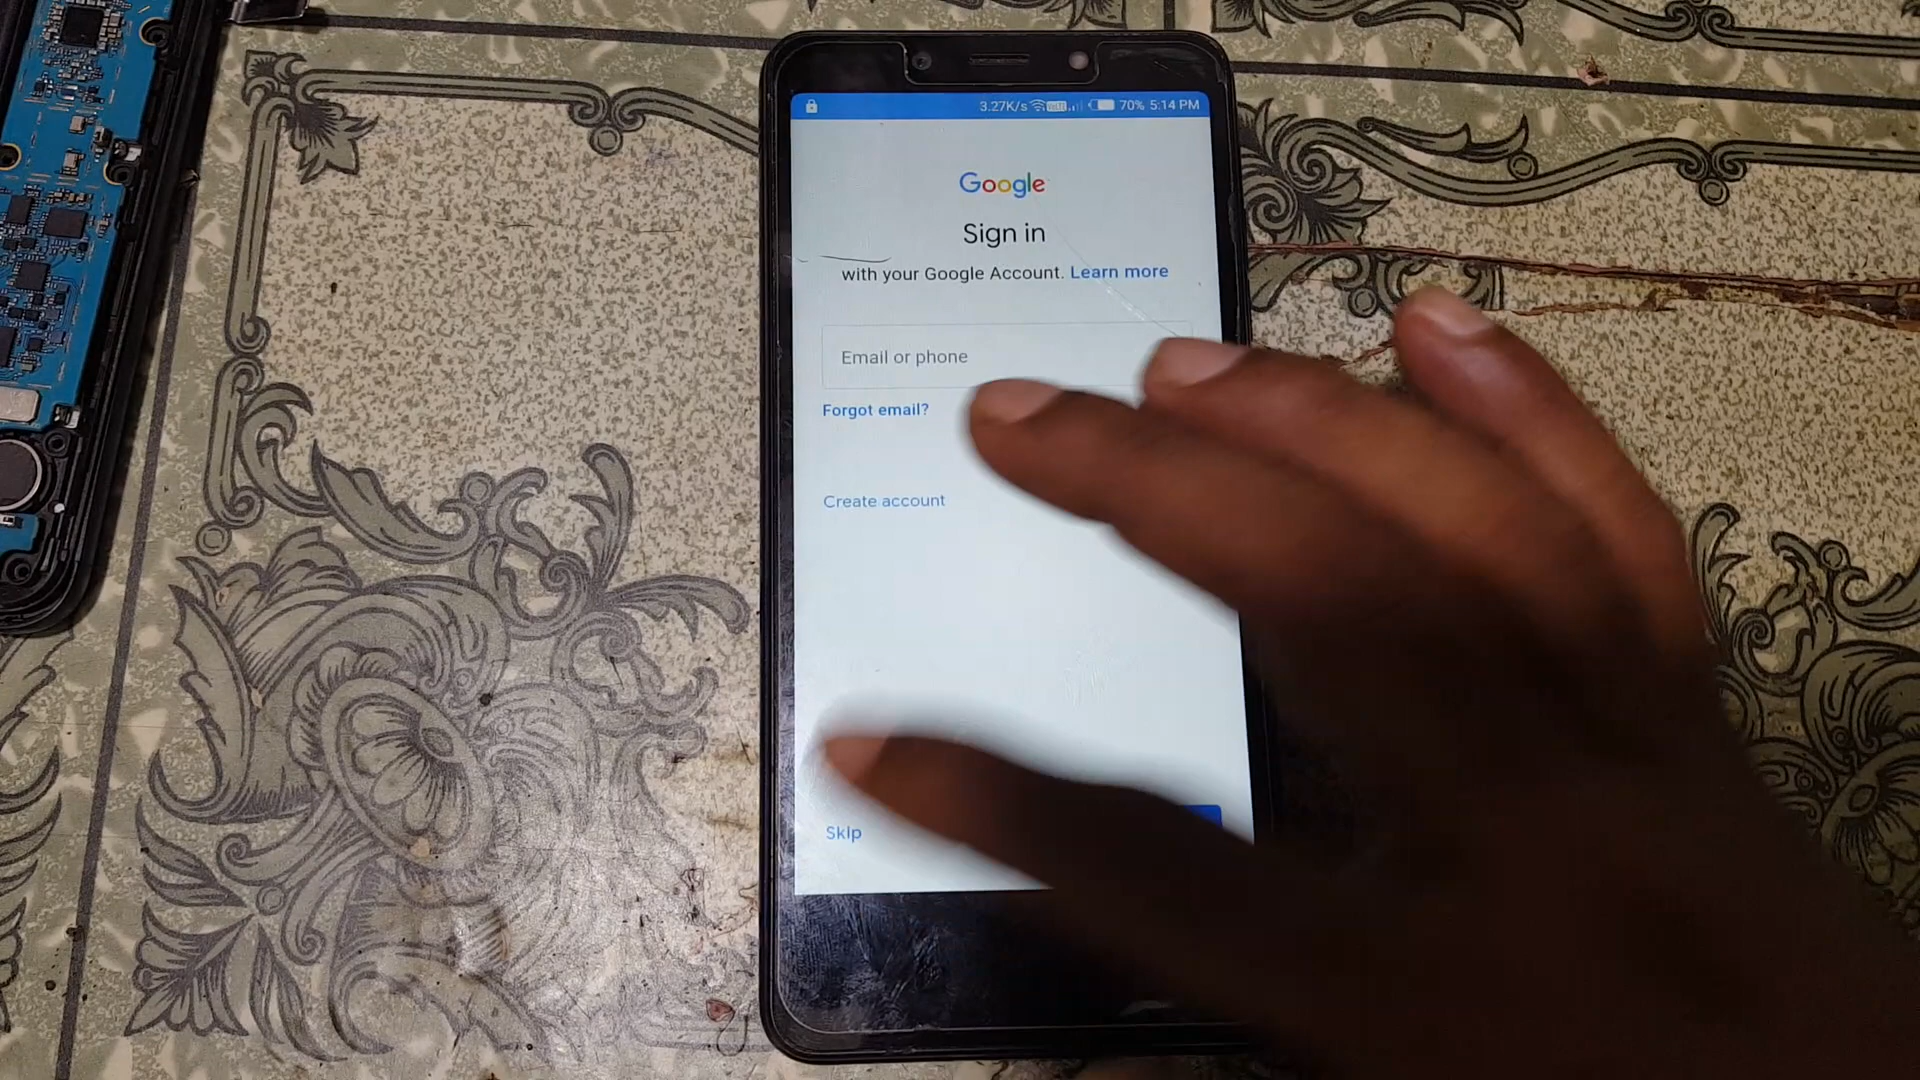 3.27K/s 70% 5:14 PM
Google
Sign in
with your Google Account. Learn more
Email or phone
Forgot email?
Create account
Skip